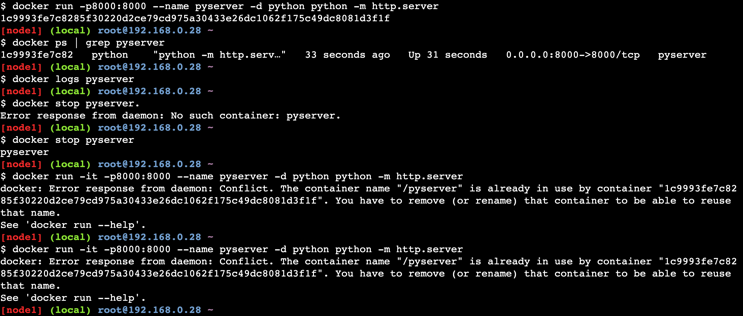 $ docker run -p8000:8000 --name pyserver -d python python -m http.server
1c9993fe7c8285f30220d2ce79cd975a30433e26dc1062f175c49dc8081d3f1f
[node1] (local) root@192.168.0.28 ~
$ docker ps | grep pyserver
1c9993fe7c82   python    "python -m http.serv…"   33 seconds ago   Up 31 seconds   0.0.0.0:8000->8000/tcp   pyserver
[node1] (local) root@192.168.0.28 ~
$ docker logs pyserver
[node1] (local) root@192.168.0.28 ~
$ docker stop pyserver.
Error response from daemon: No such container: pyserver.
[node1] (local) root@192.168.0.28 ~
$ docker stop pyserver
pyserver
[node1] (local) root@192.168.0.28 ~
$ docker run -it -p8000:8000 --name pyserver -d python python -m http.server
docker: Error response from daemon: Conflict. The container name "/pyserver" is already in use by container "1c9993fe7c82
85f30220d2ce79cd975a30433e26dc1062f175c49dc8081d3f1f". You have to remove (or rename) that container to be able to reuse
that name.
See 'docker run --help'.
[node1] (local) root@192.168.0.28 ~
$ docker run -it -p8000:8000 --name pyserver -d python python -m http.server
docker: Error response from daemon: Conflict. The container name "/pyserver" is already in use by container "1c9993fe7c82
85f30220d2ce79cd975a30433e26dc1062f175c49dc8081d3f1f". You have to remove (or rename) that container to be able to reuse
that name.
See 'docker run --help'.
[node1] (local) root@192.168.0.28 ~